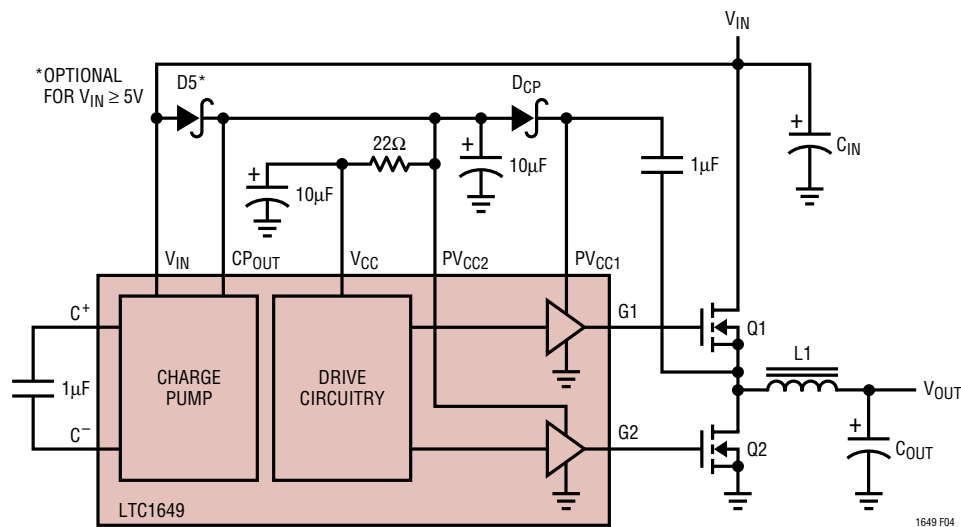 V_IN
*OPTIONAL
FOR V_IN ≥ 5V
D5*
D_CP
+
C_IN
22Ω
+
10µF
+
10µF
1µF
V_IN
CP_OUT
V_CC
PV_CC2
PV_CC1
C+
G1
Q1
1µF
CHARGE
PUMP
DRIVE
CIRCUITRY
L1
V_OUT
C−
G2
Q2
+
C_OUT
LTC1649
1649 F04